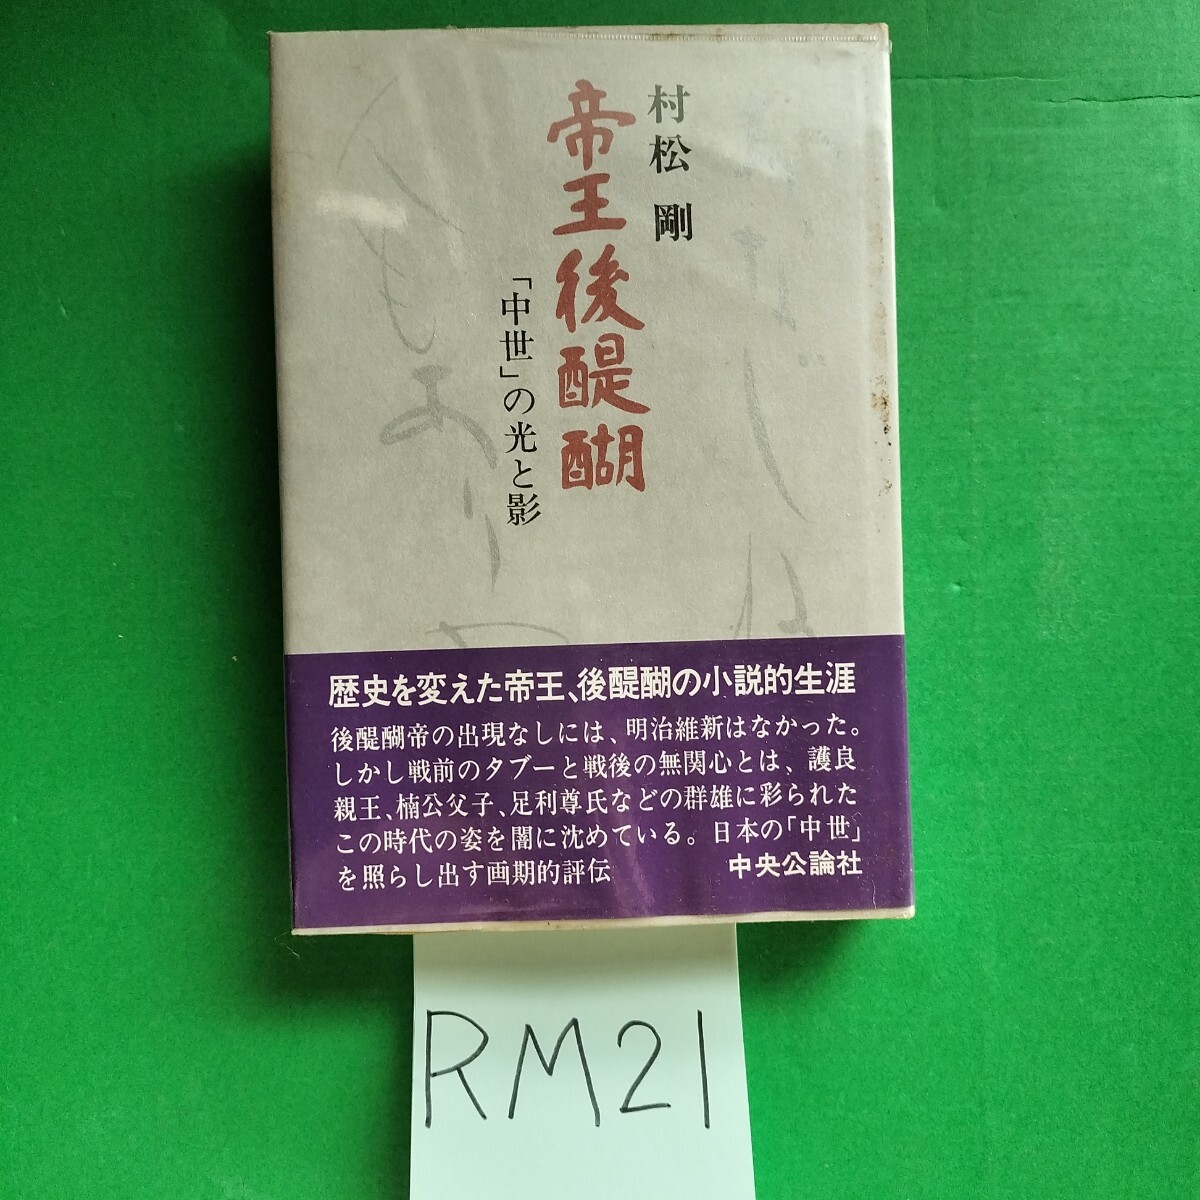 村松 剛
帝王後醍醐
「中世」の光と影
歴史を変えた帝王、後醍醐の小説的生涯
後醍醐帝の出現なしには、明治維新はなかった。
しかし戦前のタブーと戦後の無関心とは、護良
親王、楠公父子、足利尊氏などの群雄に彩られた
この時代の姿を闇に沈めている。日本の「中世」
を照らし出す画期的評伝
中央公論社
RM21